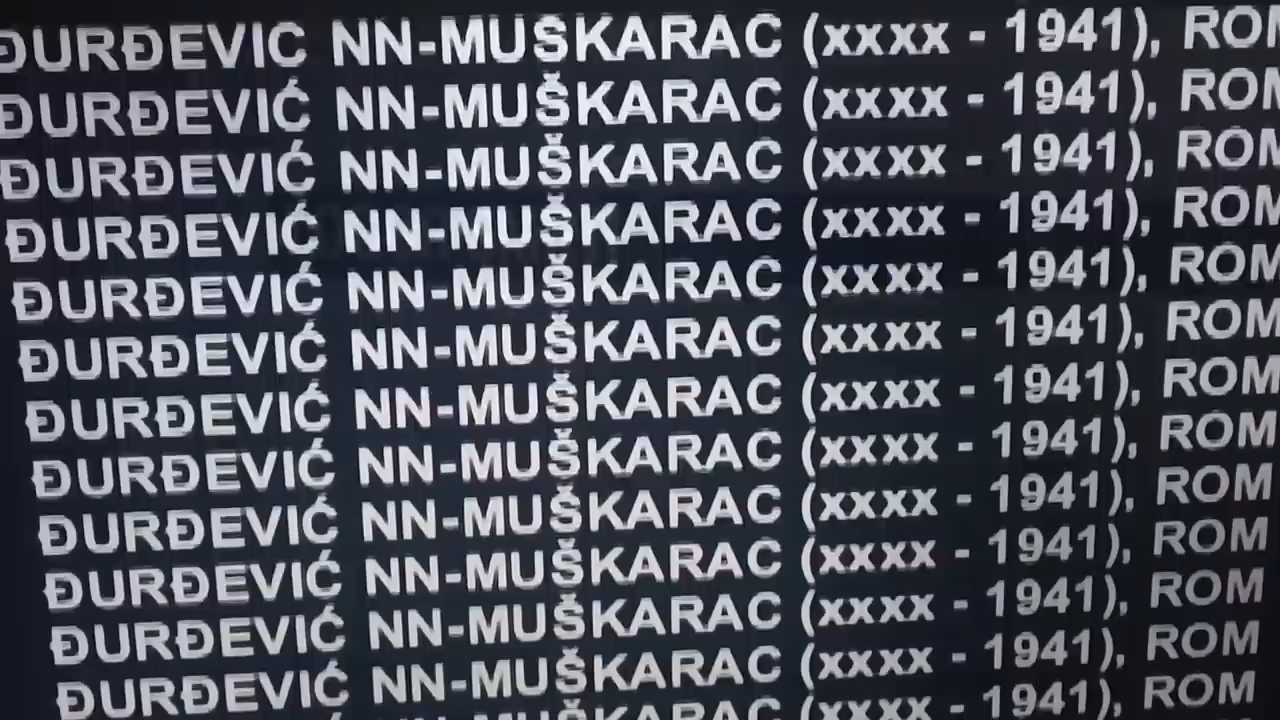 ĐURĐEVIĆ NN-MUŠKARAC (xxxx - 1941), ROM
ĐURĐEVIĆ NN-MUŠKARAC (xxxx - 1941), ROM
ĐURĐEVIĆ NN-MUŠKARAC (xxxx - 1941), ROM
ĐURĐEVIĆ NN-MUŠKARAC (xxxx - 1941), ROM
ĐURĐEVIĆ NN-MUŠKARAC (xxxx - 1941), ROM
ĐURĐEVIĆ NN-MUŠKARAC (xxxx - 1941), ROM
ĐURĐEVIĆ NN-MUŠKARAC (xxxx - 1941), ROM
ĐURĐEVIĆ NN-MUŠKARAC (xxxx - 1941), ROM
ĐURĐEVIĆ NN-MUŠKARAC (xxxx - 1941), ROM
ĐURĐEVIĆ NN-MUŠKARAC (xxxx - 1941), ROM
ĐURĐEVIĆ NN-MUŠKARAC (xxxx - 1941), ROM
ĐURĐEVIĆ NN-MUŠKARAC (xxxx - 1941), ROM
MUŠKARAC (xxxx - 1941), ROM